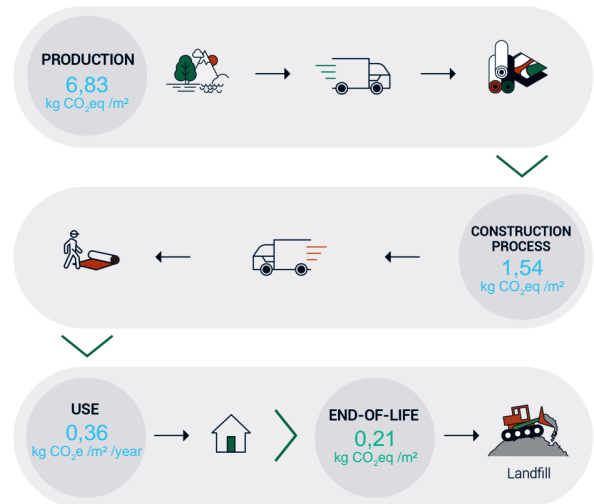 PRODUCTION
6,83
kg CO₂eq /m²
CONSTRUCTION
PROCESS
1,54
kg CO₂eq /m²
USE
0,36
kg CO₂e /m² /year
END-OF-LIFE
0,21
kg CO₂eq /m²
Landfill